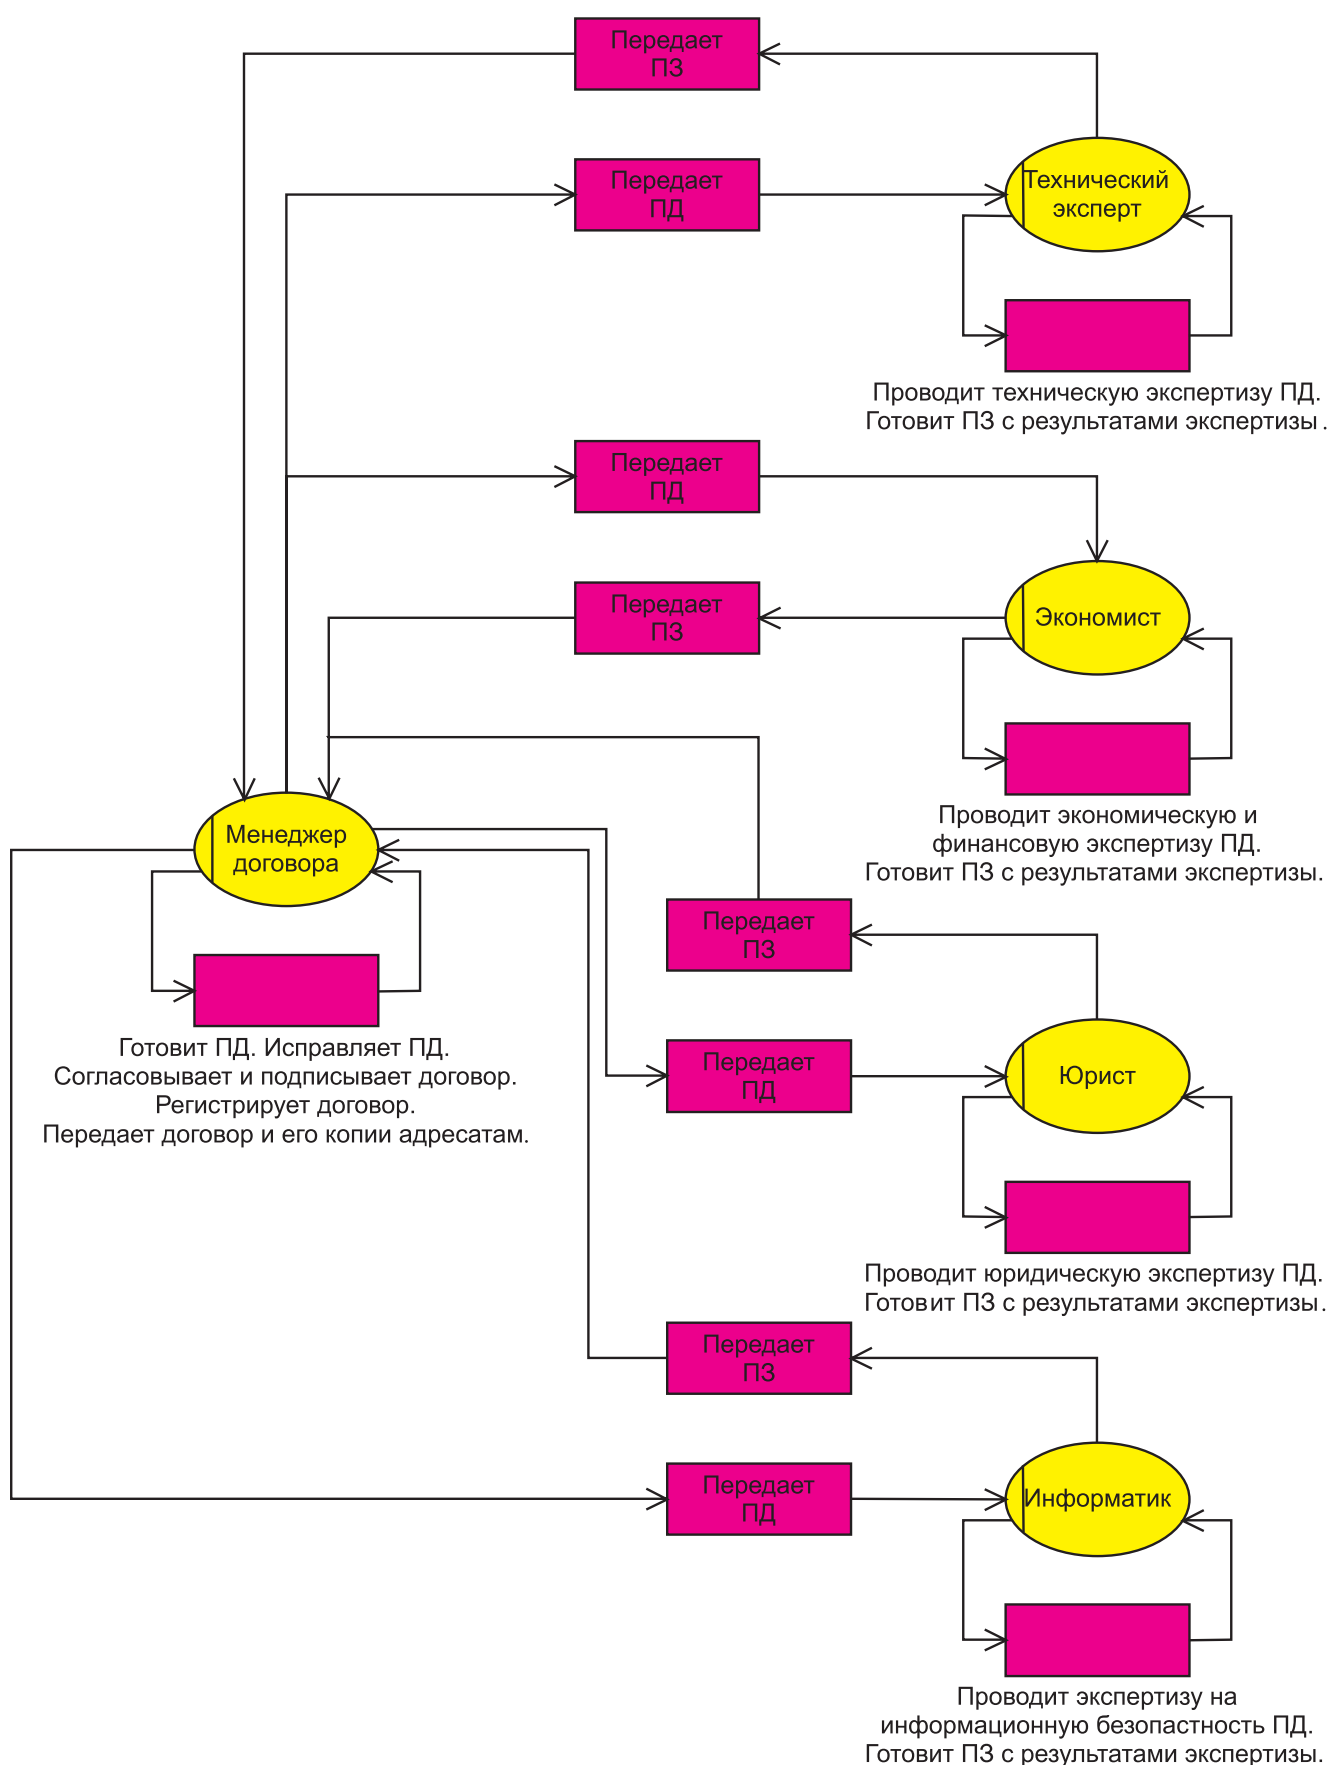 Передает
ПЗ
Передает
ПД
Технический
эксперт
Проводит техническую экспертизу ПД.
Готовит ПЗ с результатами экспертизы.
Передает
ПД
Передает
ПЗ
Экономист
Проводит экономическую и
финансовую экспертизу ПД.
Готовит ПЗ с результатами экспертизы.
Менеджер
договора
Готовит ПД. Исправляет ПД.
Согласовывает и подписывает договор.
Регистрирует договор.
Передает договор и его копии адресатам.
Передает
ПЗ
Передает
ПД
Юрист
Проводит юридическую экспертизу ПД.
Готовит ПЗ с результатами экспертизы.
Передает
ПЗ
Передает
ПД
Информатик
Проводит экспертизу на
информационную безопастность ПД.
Готовит ПЗ с результатами экспертизы.